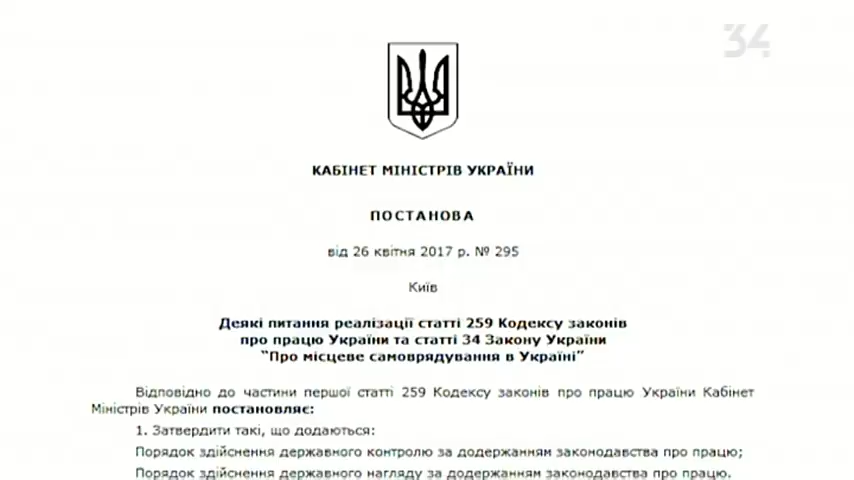 34
КАБІНЕТ МІНІСТРІВ УКРАЇНИ
ПОСТАНОВА
від 26 квітня 2017 р. № 295
Київ
Деякі питання реалізації статті 259 Кодексу законів
про працю України та статті 34 Закону України
“Про місцеве самоврядування в Україні”
Відповідно до частини першої статті 259 Кодексу законів про працю України Кабінет
Міністрів України постановляє:
1. Затвердити такі, що додаються:
Порядок здійснення державного контролю за додержанням законодавства про працю;
Порядок здійснення державного нагляду за додержанням законодавства про працю.